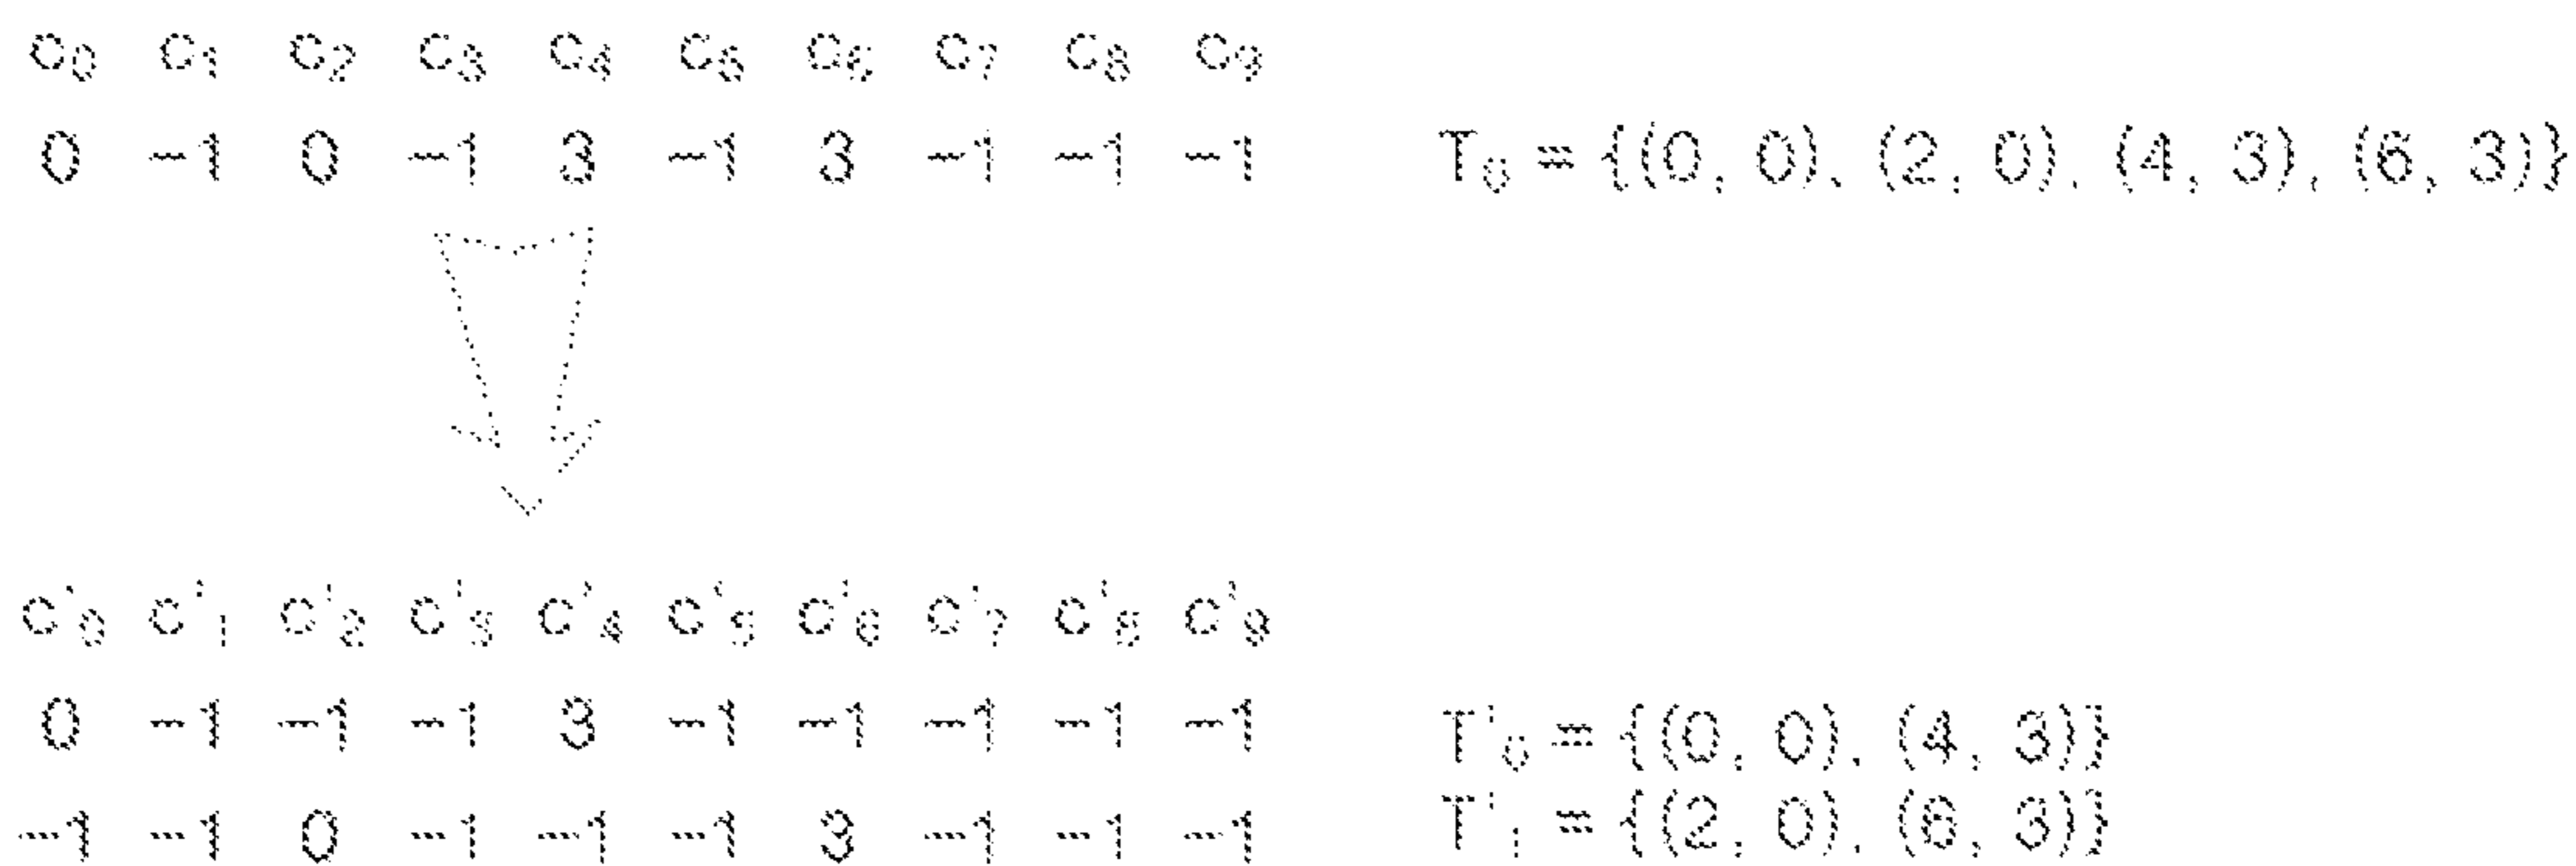 c₀ c₁ c₂ c₃ c₄ c₅ c₆ c₇ c₈ c₉
0 −1 0 −1 3 −1 3 −1 −1 −1 T₀ = {(0, 0), (2, 0), (4, 3), (6, 3)}
c'₀ c'₁ c'₂ c'₃ c'₄ c'₅ c'₆ c'₇ c'₈ c'₉
0 −1 −1 −1 3 −1 −1 −1 −1 −1 T'₀ = {(0, 0), (4, 3)}
−1 −1 0 −1 −1 −1 3 −1 −1 −1 T'₁ = {(2, 0), (6, 3)}